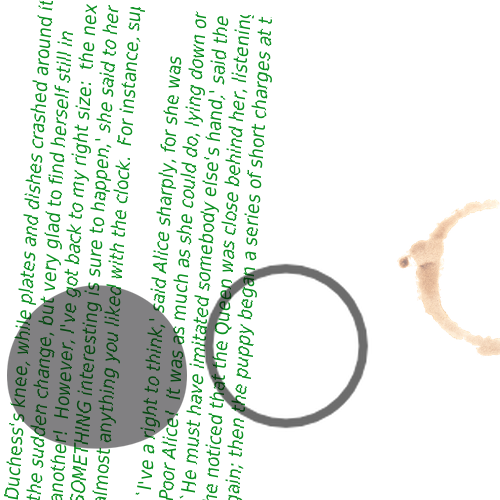 Duchess's knee, while plates and dishes crashed around it
the sudden change, but very glad to find herself still in
another! However, I've got back to my right size: the nex
SOMETHING interesting is sure to happen,' she said to her
almost anything you liked with the clock. For instance, sup
`I've a right to think,' said Alice sharply, for she was
Poor Alice! It was as much as she could do, lying down or
`He must have imitated somebody else's hand,' said the
he noticed that the Queen was close behind her, listening
gain; then the puppy began a series of short charges at t